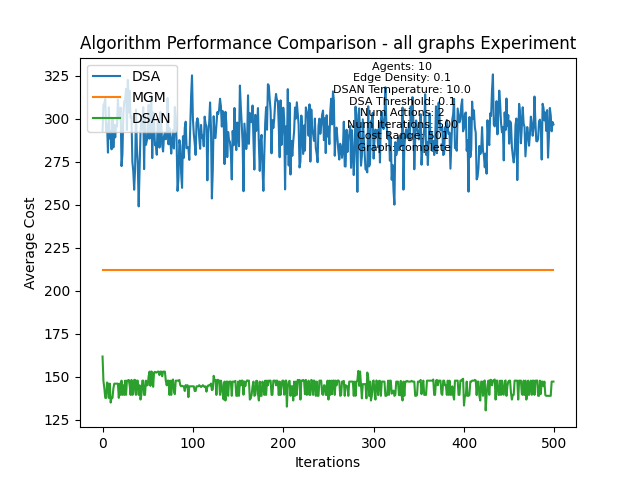 Algorithm Performance Comparison - all graphs Experiment
DSA
MGM
DSAN
Agents: 10
Edge Density: 0.1
DSAN Temperature: 10.0
DSA Threshold: 0.1
Num Actions: 2
Num Iterations: 500
Cost Range: 501
Graph: complete
Average Cost
325
300
275
250
225
200
175
150
125
0
100
200
300
400
500
Iterations